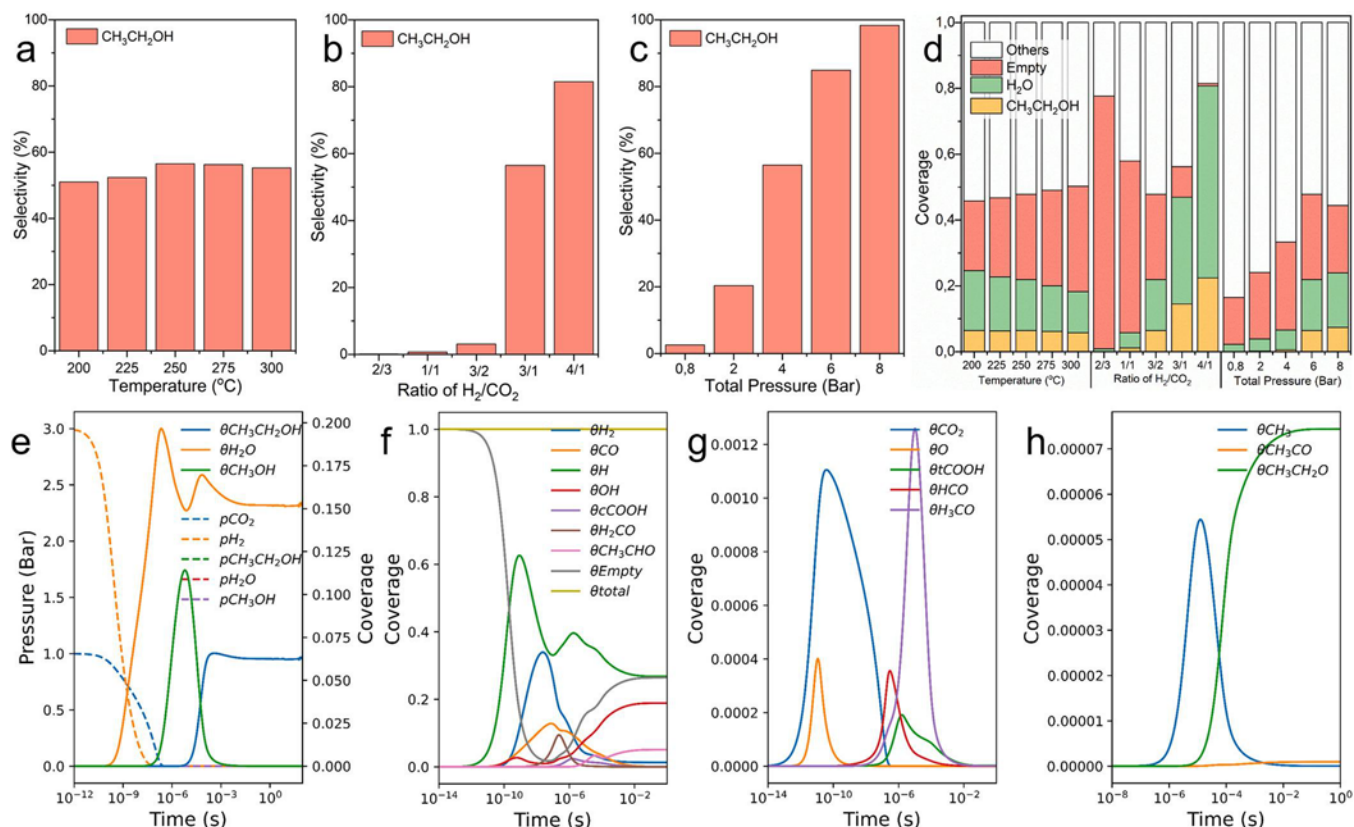 a
CH₃CH₂OH
Selectivity (%)
100
80
60
40
20
0
200 225 250 275 300
Temperature (ºC)
b
CH₃CH₂OH
Selectivity (%)
100
80
60
40
20
0
2/3 1/1 3/2 3/1 4/1
Ratio of H₂/CO₂
c
CH₃CH₂OH
Selectivity (%)
100
80
60
40
20
0
0,8 2 4 6 8
Total Pressure (Bar)
d
Others
Empty
H₂O
CH₃CH₂OH
Coverage
1,0
0,8
0,6
0,4
0,2
0,0
200 225 250 275 300 2/3 1/1 3/2 3/1 4/1 0.8 2 4 6 8
Temperature (ºC) Ratio of H₂/CO₂ Total Pressure (Bar)
e
θCH₃CH₂OH
θH₂O
θCH₃OH
pCO₂
pH₂
pCH₃CH₂OH
pH₂O
pCH₃OH
Pressure (Bar)
3.0
2.5
2.0
1.5
1.0
0.5
0.0
0.200
0.175
0.150
0.125
0.100
0.075
0.050
0.025
0.000
Coverage
10⁻¹² 10⁻⁹ 10⁻⁶ 10⁻³ 10⁰
Time (s)
f
θH₂
θCO
θH
θOH
θcCOOH
θH₂CO
θCH₃CHO
θEmpty
θtotal
Coverage
1.0
0.8
0.6
0.4
0.2
0.0
10⁻¹⁴ 10⁻¹⁰ 10⁻⁶ 10⁻²
Time (s)
g
θCO₂
θO
θtCOOH
θHCO
θH₃CO
Coverage
0.0012
0.0010
0.0008
0.0006
0.0004
0.0002
0.0000
10⁻¹⁴ 10⁻¹⁰ 10⁻⁶ 10⁻²
Time (s)
h
θCH₃
θCH₃CO
θCH₃CH₂O
Coverage
0.00007
0.00006
0.00005
0.00004
0.00003
0.00002
0.00001
0.00000
10⁻⁸ 10⁻⁶ 10⁻⁴ 10⁻² 10⁰
Time (s)